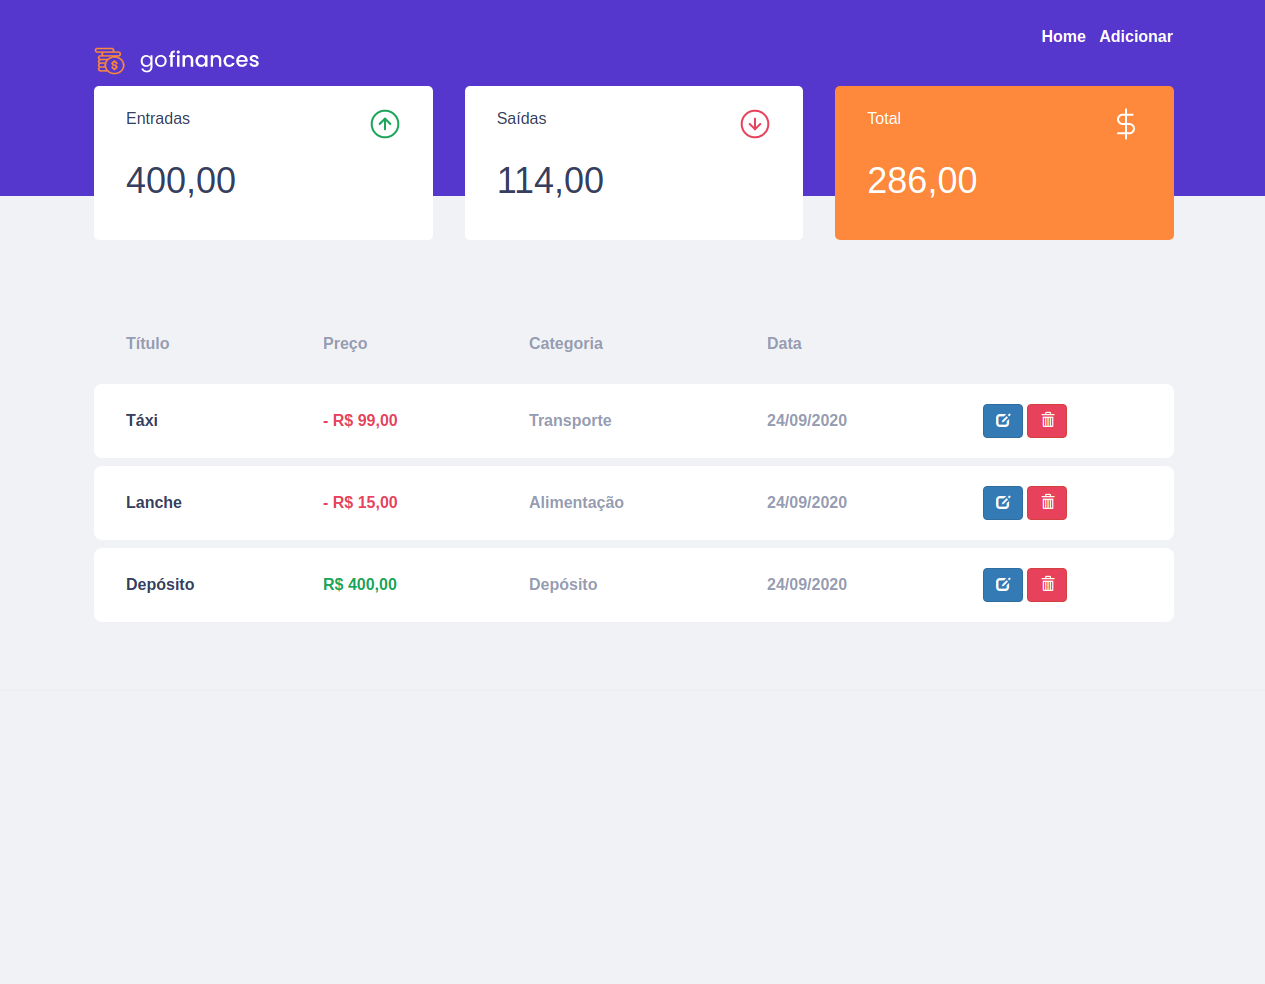 Home Adicionar
gofinances
Entradas
400,00
Saídas
114,00
Total
286,00
Título Preço Categoria Data
Táxi - R$ 99,00 Transporte 24/09/2020
Lanche - R$ 15,00 Alimentação 24/09/2020
Depósito R$ 400,00 Depósito 24/09/2020